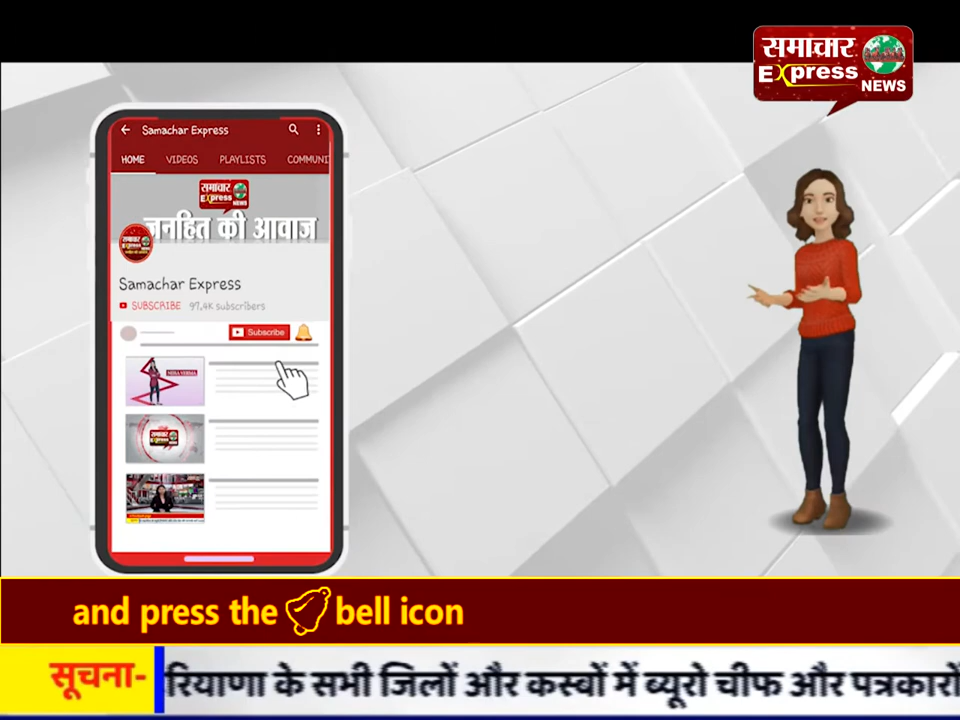 समाचार
Express
NEWS
Samachar Express
HOME VIDEOS PLAYLISTS COMMUNI
समाचार
Express
NEWS
जनहित की आवाज
Samachar Express
SUBSCRIBE 97.4K subscribers
Subscribe
and press the bell icon
सूचना- रियाणा के सभी जिलों और कस्बों में ब्यूरो चीफ और पत्रकारों